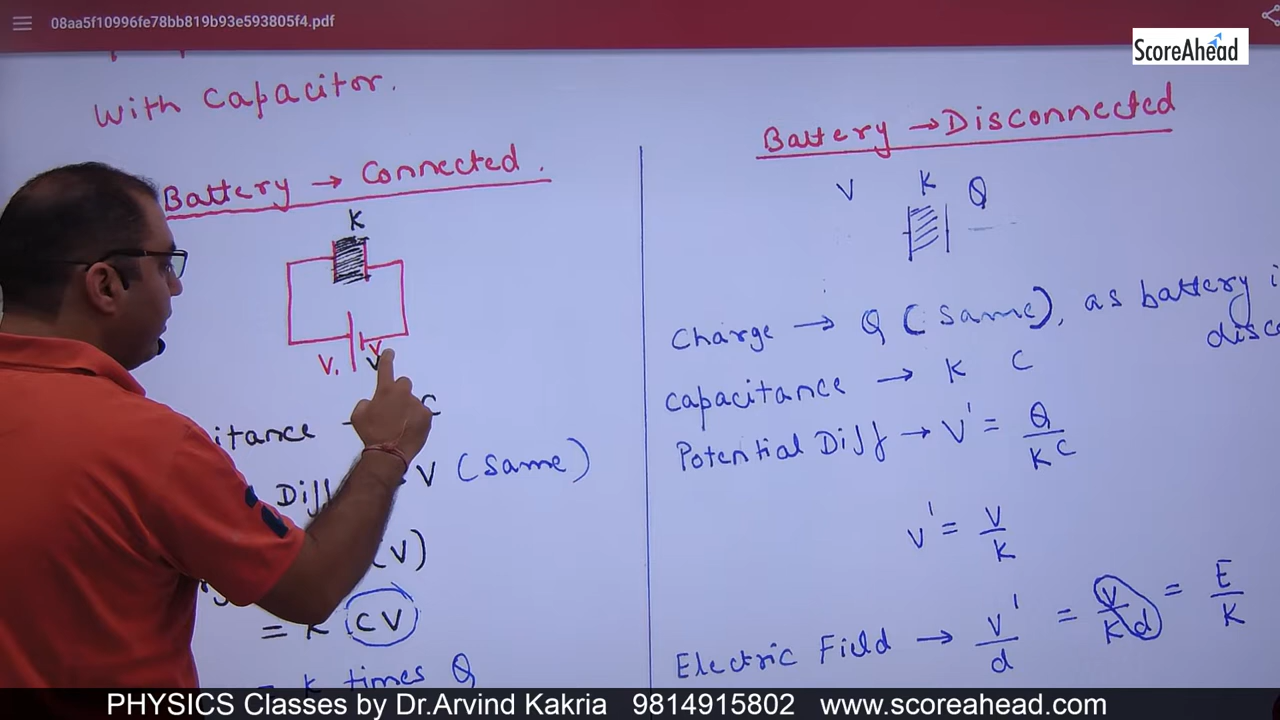 08aa5f10996fe78bb819b93e593805f4.pdf
ScoreAhead
With Capacitor.
Battery → Connected.
K
V. V
C
(Same)
V
(V)
= K CV
K times Q
Battery → Disconnected
V K Q
Charge → Q (Same), as battery
Capacitance → K C
Potential Diff → V' = Q/KC
V' = V/K
Electric Field → V'/d = V/Kd = E/K
PHYSICS Classes by Dr.Arvind Kakria 9814915802 www.scoreahead.com